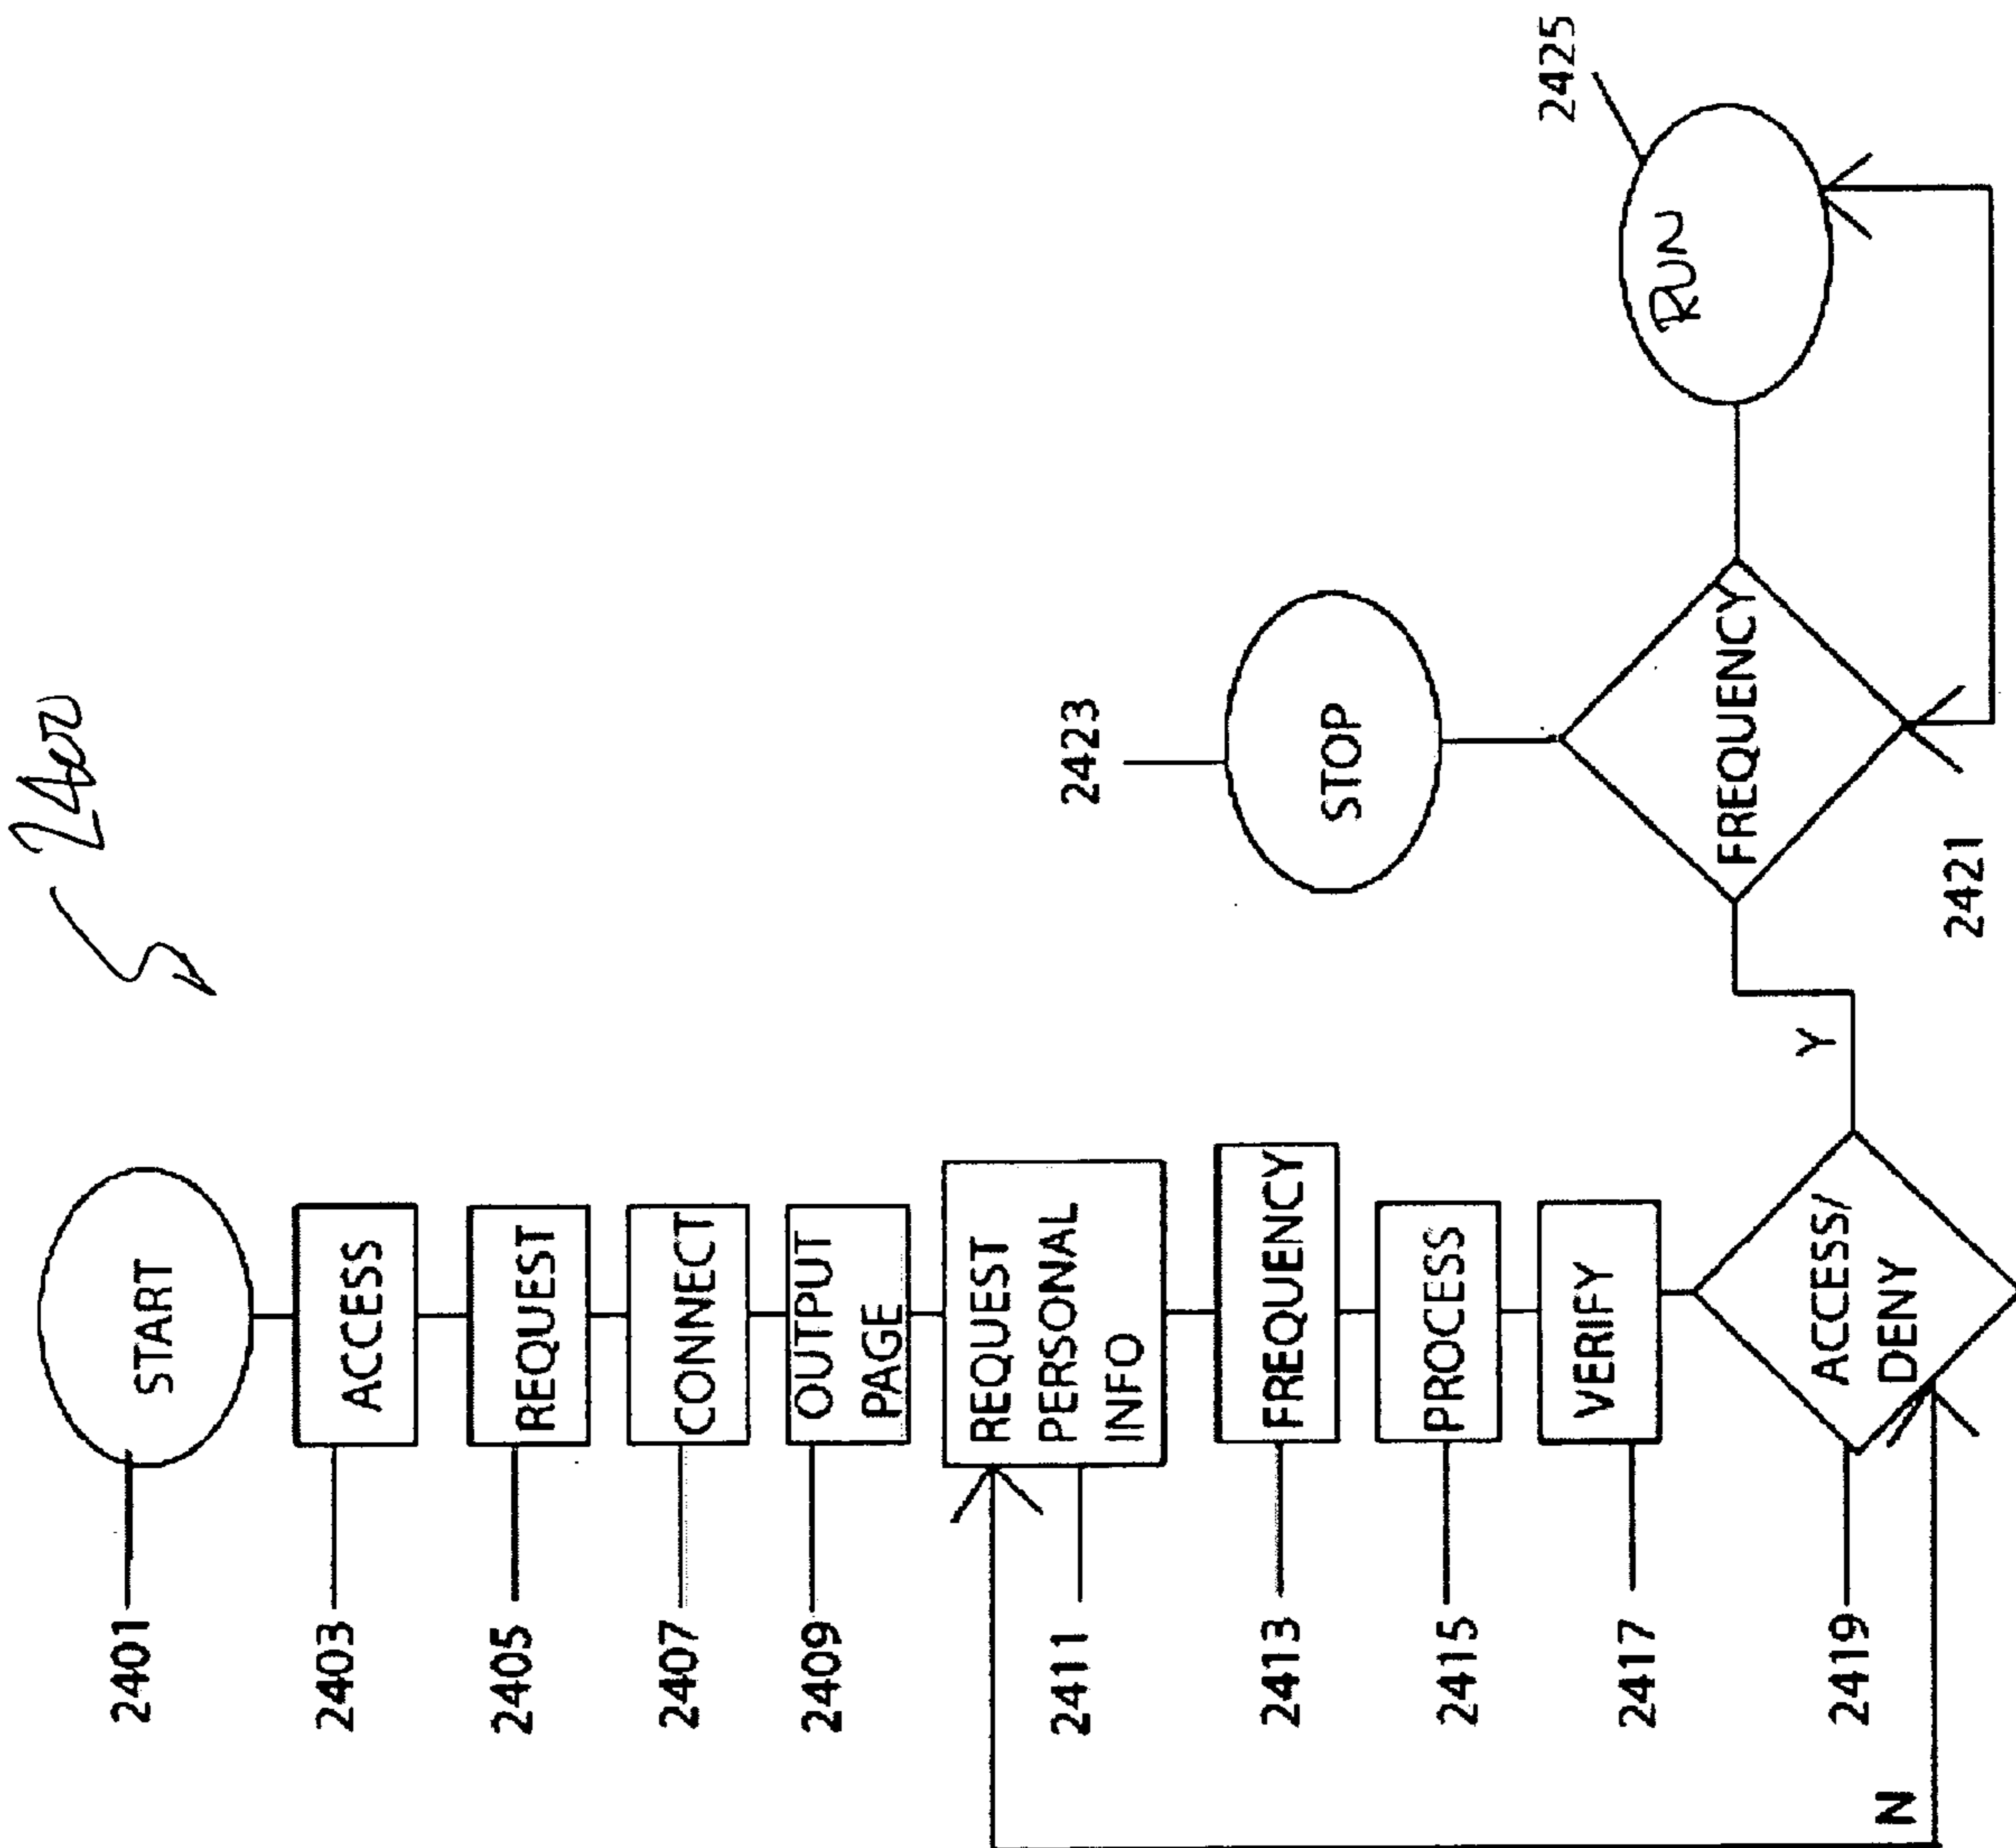 2400
2401
START
2403
ACCESS
2405
REQUEST
2407
CONNECT
2409
OUTPUT
PAGE
2411
REQUEST
PERSONAL
INFO
2413
FREQUENCY
2415
PROCESS
2417
VERIFY
2419
ACCESS/
DENY
N
Y
2423
STOP
FREQUENCY
2421
RUN
2425